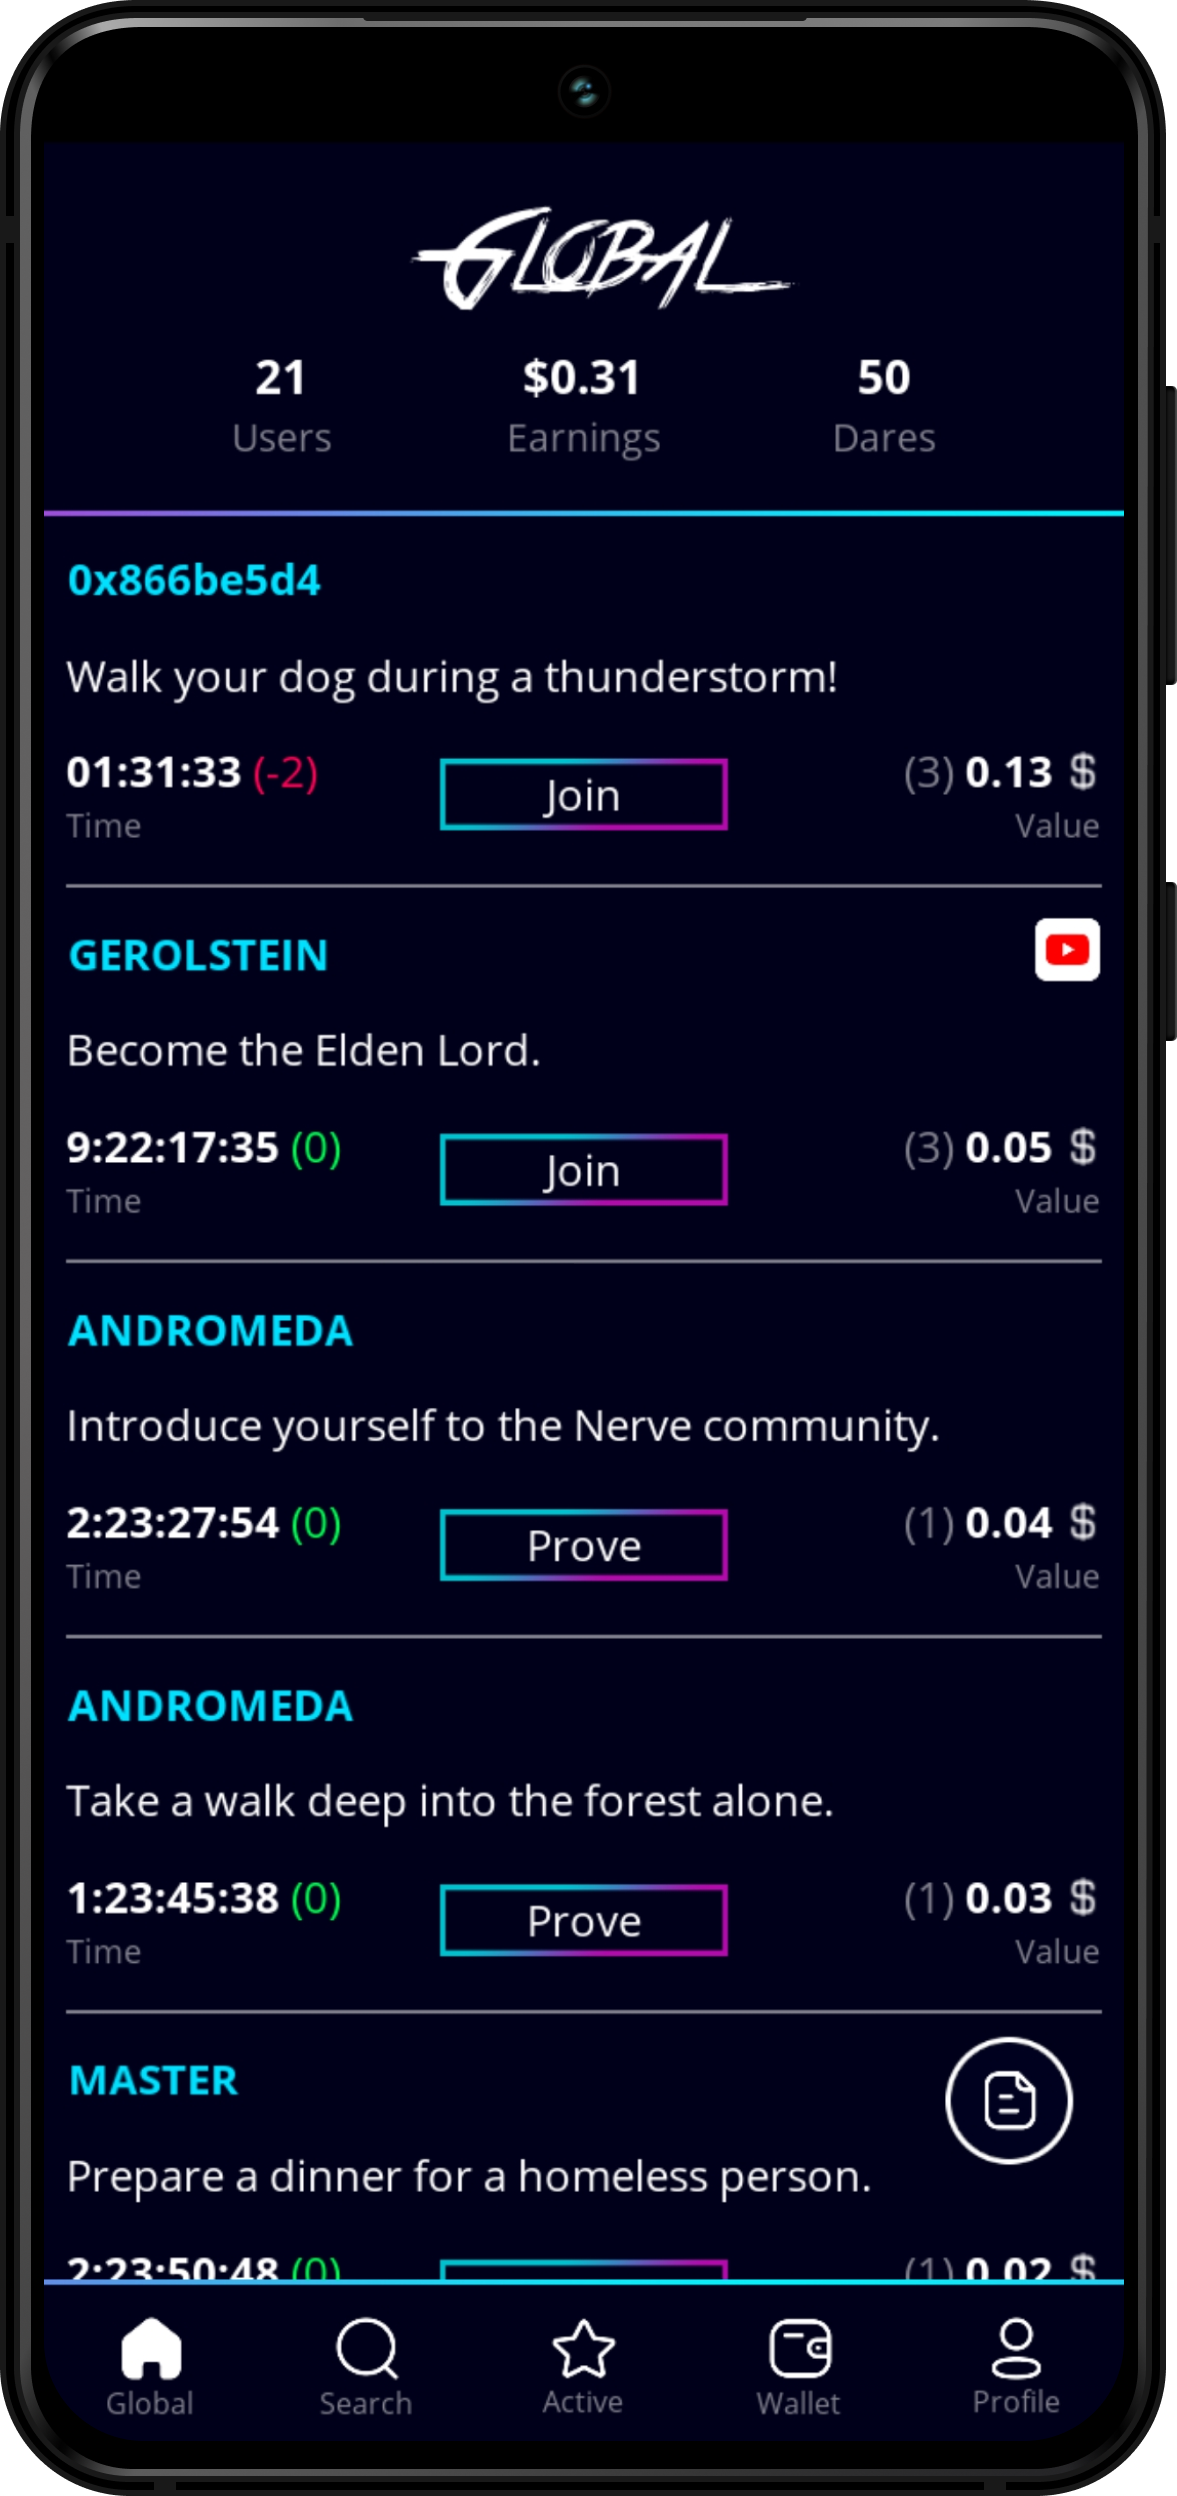 GLOBAL
21 $0.31 50
Users Earnings Dares
0x866be5d4
Walk your dog during a thunderstorm!
01:31:33 (-2) Join (3) 0.13 $
Time Value
GEROLSTEIN
Become the Elden Lord.
9:22:17:35 (0) Join (3) 0.05 $
Time Value
ANDROMEDA
Introduce yourself to the Nerve community.
2:23:27:54 (0) Prove (1) 0.04 $
Time Value
ANDROMEDA
Take a walk deep into the forest alone.
1:23:45:38 (0) Prove (1) 0.03 $
Time Value
MASTER
Prepare a dinner for a homeless person.
2:23:50:48 (0) (1) 0.02 $
Global Search Active Wallet Profile